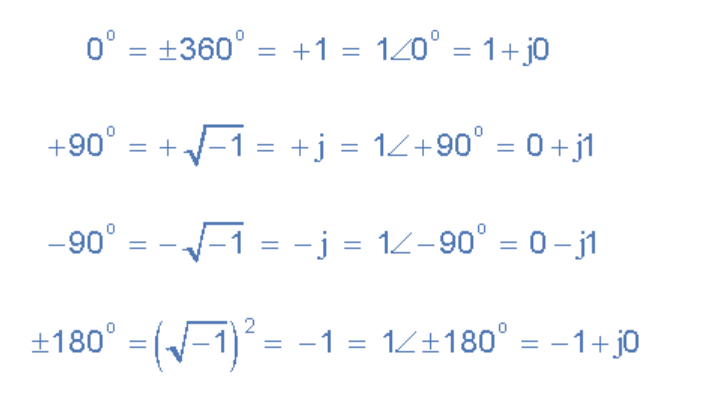 0° = ±360° = +1 = 1∠0° = 1+j0
+90° = +√−1 = +j = 1∠+90° = 0+j1
−90° = −√−1 = −j = 1∠−90° = 0−j1
±180° = (√−1)² = −1 = 1∠±180° = −1+j0